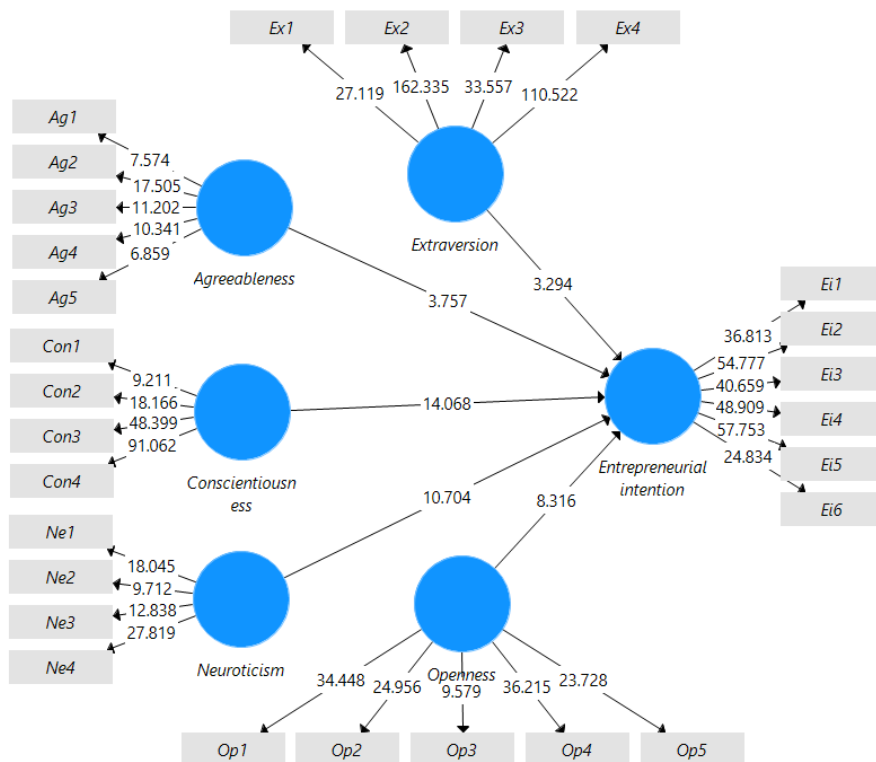 Ex1
Ex2
Ex3
Ex4
27.119
162.335
33.557
110.522
Extraversion
3.294
Ag1
Ag2
Ag3
Ag4
Ag5
7.574
17.505
11.202
10.341
6.859
Agreeableness
3.757
Con1
Con2
Con3
Con4
9.211
18.166
48.399
91.062
Conscientiousn
ess
14.068
Ne1
Ne2
Ne3
Ne4
18.045
9.712
12.838
27.819
Neuroticism
10.704
Openness
8.316
34.448
24.956
9.579
36.215
23.728
Op1
Op2
Op3
Op4
Op5
Entrepreneurial
intention
36.813
54.777
40.659
48.909
57.753
24.834
Ei1
Ei2
Ei3
Ei4
Ei5
Ei6